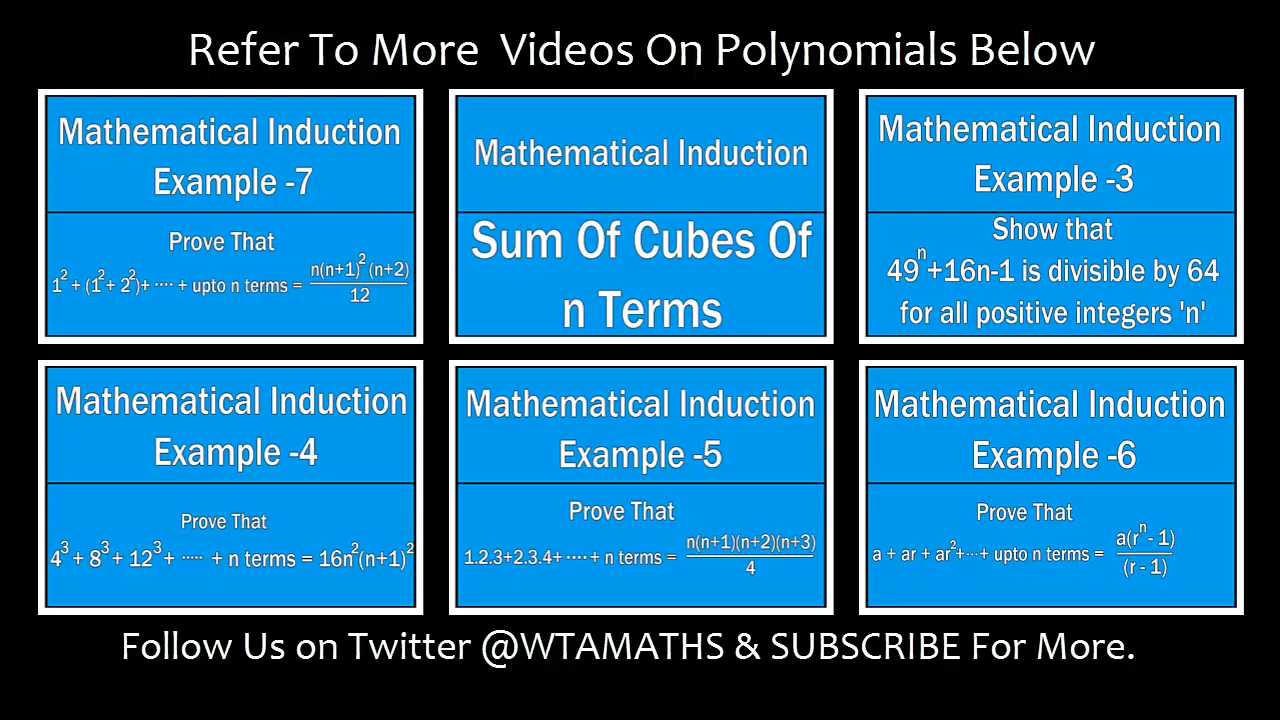 Refer To More Videos On Polynomials Below
Mathematical Induction
Example -7
Prove That
1² + (1² + 2²)+ ···· + upto n terms = n(n+1)²(n+2)/12
Mathematical Induction
Sum Of Cubes Of
n Terms
Mathematical Induction
Example -3
Show that
49ⁿ+16n-1 is divisible by 64
for all positive integers 'n'
Mathematical Induction
Example -4
Prove That
4³ + 8³ + 12³ + ····· + n terms = 16n²(n+1)²
Mathematical Induction
Example -5
Prove That
1.2.3+2.3.4+ ···· + n terms = n(n+1)(n+2)(n+3)/4
Mathematical Induction
Example -6
Prove That
a + ar + ar²+···+ upto n terms = a(rⁿ - 1)/(r - 1)
Follow Us on Twitter @WTAMATHS & SUBSCRIBE For More.